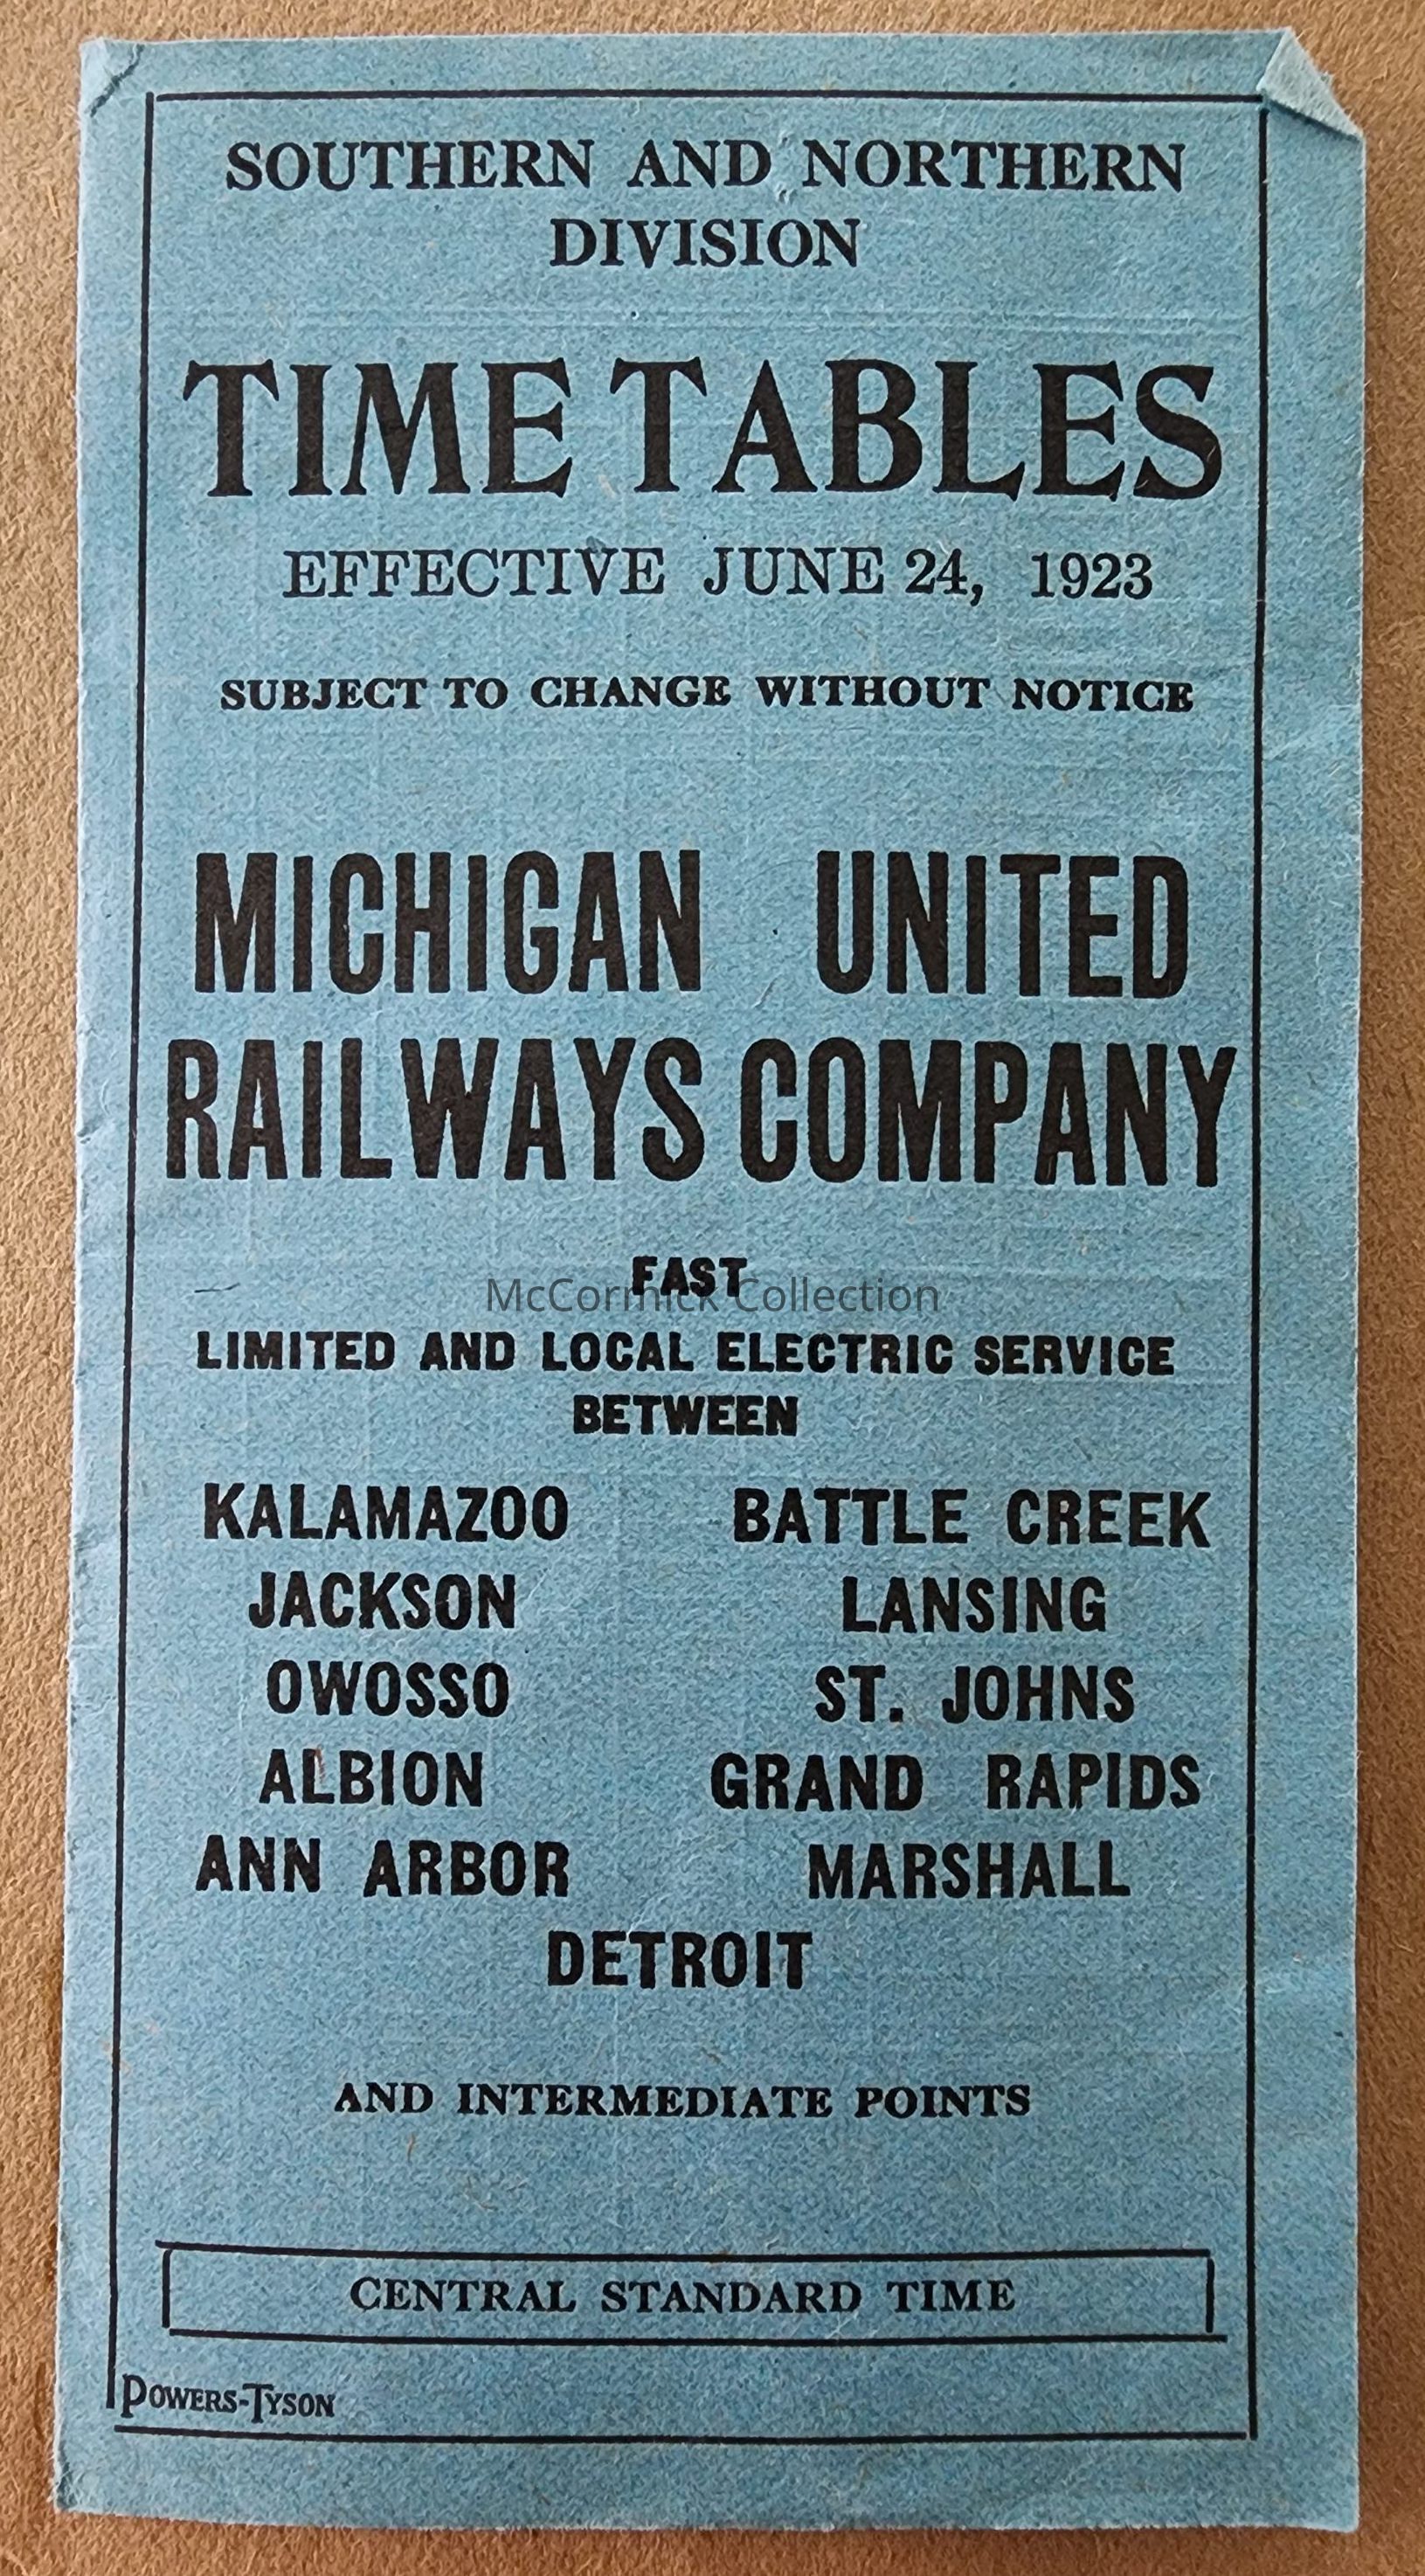 SOUTHERN AND NORTHERN
DIVISION
TIME TABLES
EFFECTIVE JUNE 24, 1923
SUBJECT TO CHANGE WITHOUT NOTICE
MICHIGAN UNITED
RAILWAYS COMPANY
FAST
McCormick Collection
LIMITED AND LOCAL ELECTRIC SERVICE
BETWEEN
KALAMAZOO BATTLE CREEK
JACKSON LANSING
OWOSSO ST. JOHNS
ALBION GRAND RAPIDS
ANN ARBOR MARSHALL
DETROIT
AND INTERMEDIATE POINTS
CENTRAL STANDARD TIME
POWERS-TYSON